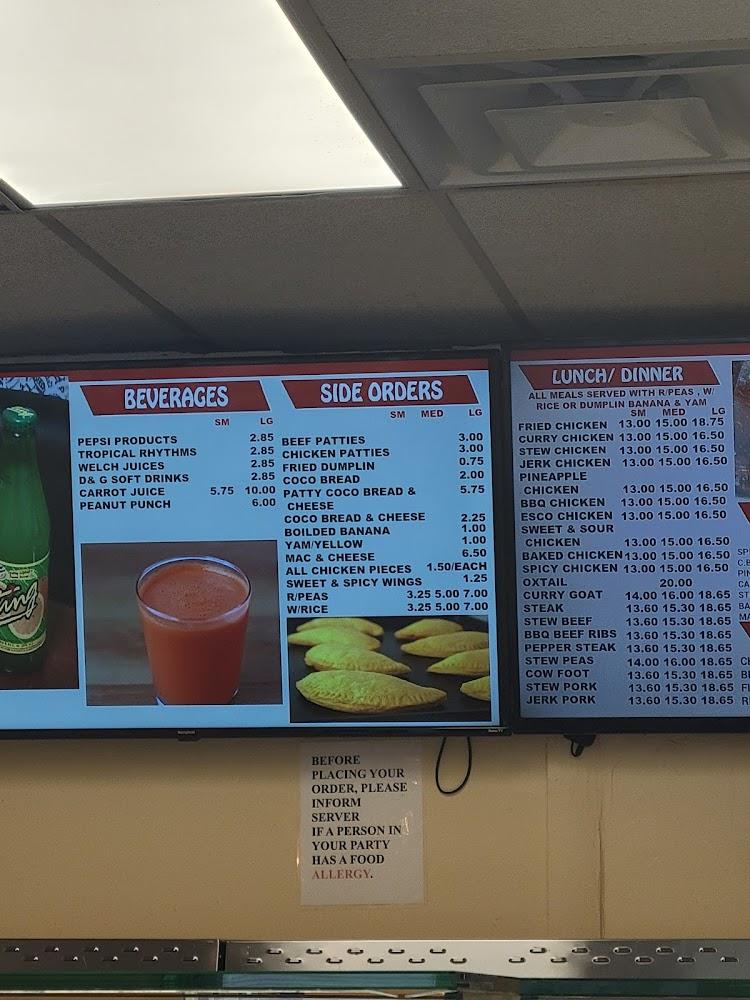 BEVERAGES
SM LG
PEPSI PRODUCTS 2.85
TROPICAL RHYTHMS 2.85
WELCH JUICES 2.85
D& G SOFT DRINKS 2.85
CARROT JUICE 5.75 10.00
PEANUT PUNCH 6.00
Ting
SIDE ORDERS
SM MED LG
BEEF PATTIES 3.00
CHICKEN PATTIES 3.00
FRIED DUMPLIN 0.75
COCO BREAD 2.00
PATTY COCO BREAD & 5.75
CHEESE
COCO BREAD & CHEESE 2.25
BOILDED BANANA 1.00
YAM/YELLOW 1.00
MAC & CHEESE 6.50
ALL CHICKEN PIECES 1.50/EACH
SWEET & SPICY WINGS 1.25
R/PEAS 3.25 5.00 7.00
W/RICE 3.25 5.00 7.00
LUNCH/ DINNER
ALL MEALS SERVED WITH R/PEAS , W/
RICE OR DUMPLIN BANANA & YAM
SM MED LG
FRIED CHICKEN 13.00 15.00 18.75
CURRY CHICKEN 13.00 15.00 16.50
STEW CHICKEN 13.00 15.00 16.50
JERK CHICKEN 13.00 15.00 16.50
PINEAPPLE
CHICKEN 13.00 15.00 16.50
BBQ CHICKEN 13.00 15.00 16.50
ESCO CHICKEN 13.00 15.00 16.50
SWEET & SOUR
CHICKEN 13.00 15.00 16.50
BAKED CHICKEN 13.00 15.00 16.50
SPICY CHICKEN 13.00 15.00 16.50
OXTAIL 20.00
CURRY GOAT 14.00 16.00 18.65
STEAK 13.60 15.30 18.65
STEW BEEF 13.60 15.30 18.65
BBQ BEEF RIBS 13.60 15.30 18.65
PEPPER STEAK 13.60 15.30 18.65
STEW PEAS 14.00 16.00 18.65
COW FOOT 13.60 15.30 18.65
STEW PORK 13.60 15.30 18.65
JERK PORK 13.60 15.30 18.65
BEFORE
PLACING YOUR
ORDER, PLEASE
INFORM
SERVER
IF A PERSON IN
YOUR PARTY
HAS A FOOD
ALLERGY.